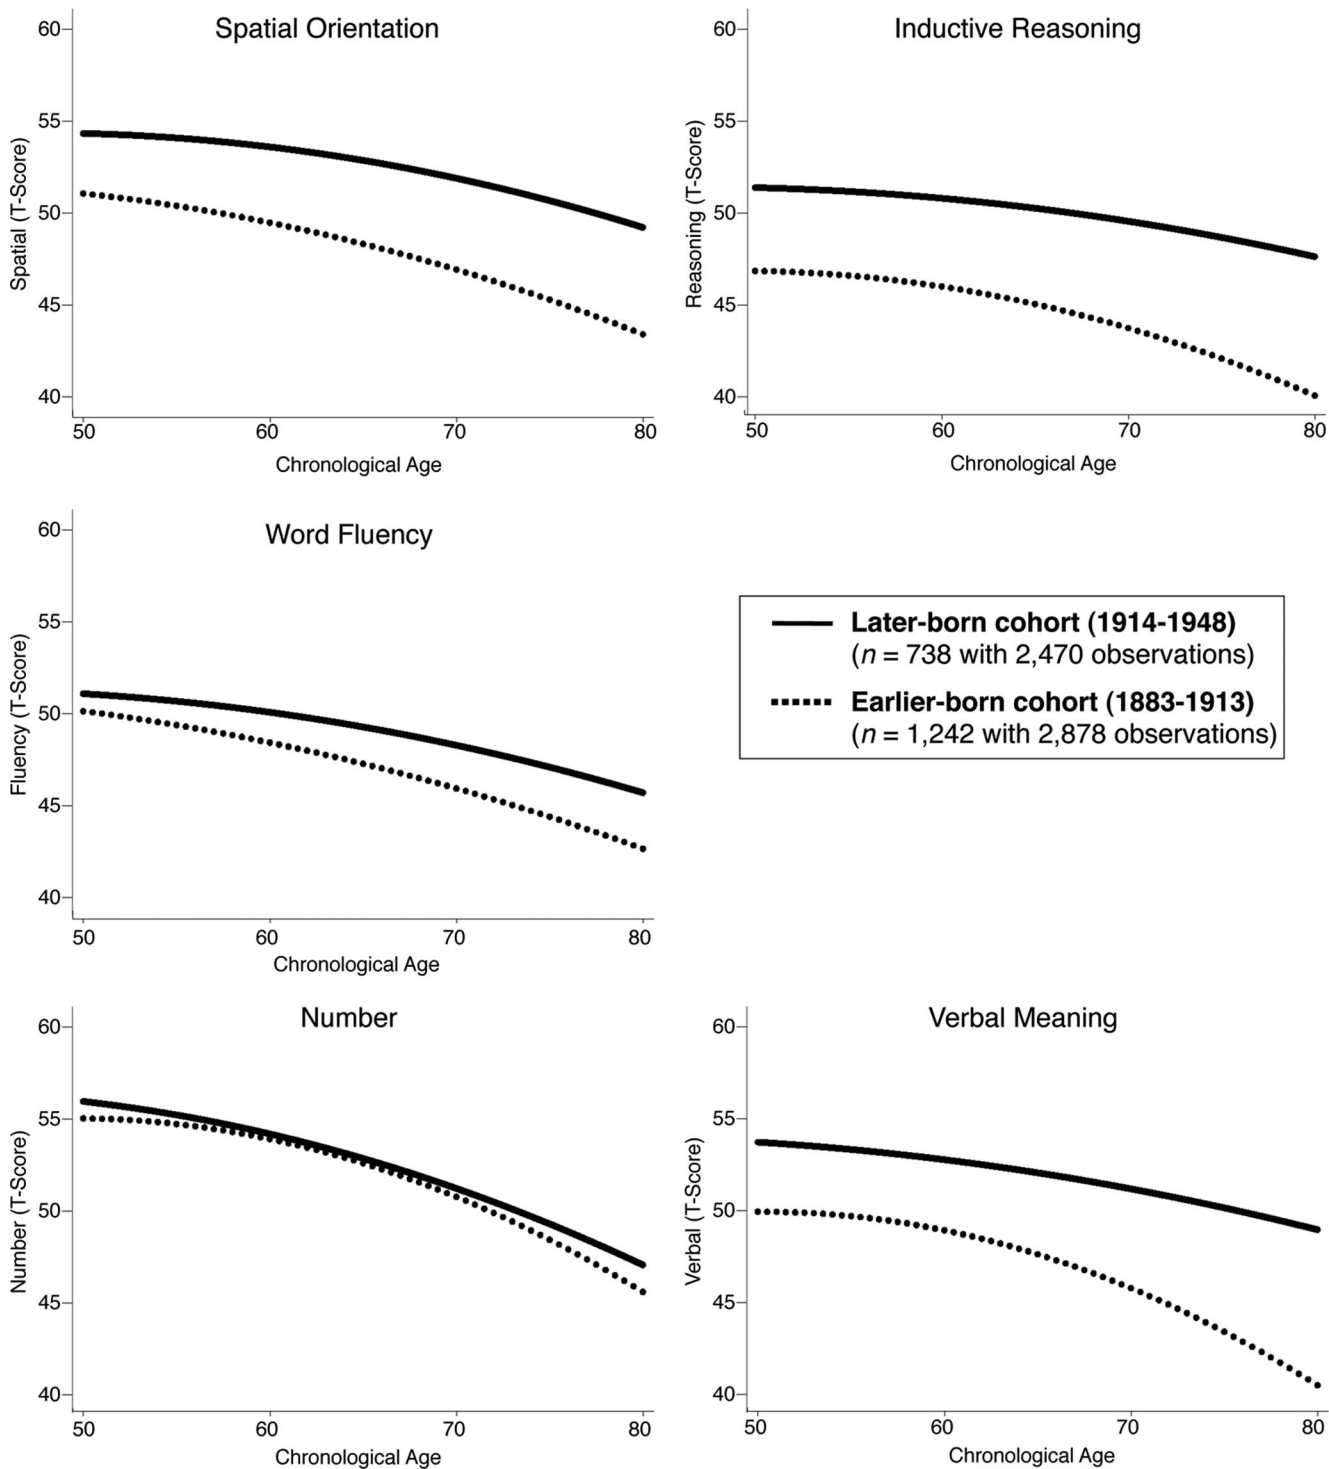 Spatial Orientation
60
55
50
45
40
Spatial (T-Score)
50 60 70 80
Chronological Age
Inductive Reasoning
60
55
50
45
40
Reasoning (T-Score)
50 60 70 80
Chronological Age
Word Fluency
60
55
50
45
40
Fluency (T-Score)
50 60 70 80
Chronological Age
Later-born cohort (1914-1948)
(n = 738 with 2,470 observations)
Earlier-born cohort (1883-1913)
(n = 1,242 with 2,878 observations)
Number
60
55
50
45
40
Number (T-Score)
50 60 70 80
Chronological Age
Verbal Meaning
60
55
50
45
40
Verbal (T-Score)
50 60 70 80
Chronological Age